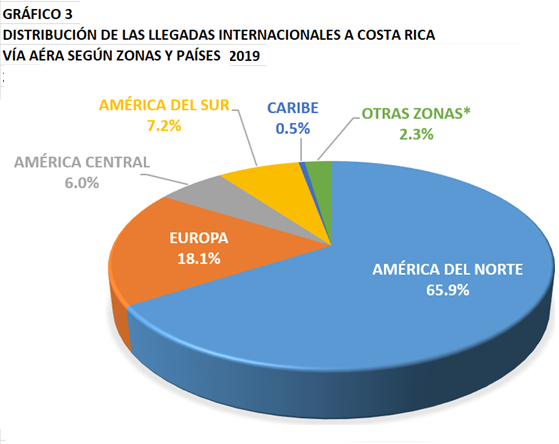 GRÁFICO 3
DISTRIBUCIÓN DE LAS LLEGADAS INTERNACIONALES A COSTA RICA
VÍA AÉRA SEGÚN ZONAS Y PAÍSES 2019
AMÉRICA DEL SUR
7.2%
CARIBE
0.5%
OTRAS ZONAS*
2.3%
AMÉRICA CENTRAL
6.0%
EUROPA
18.1%
AMÉRICA DEL NORTE
65.9%